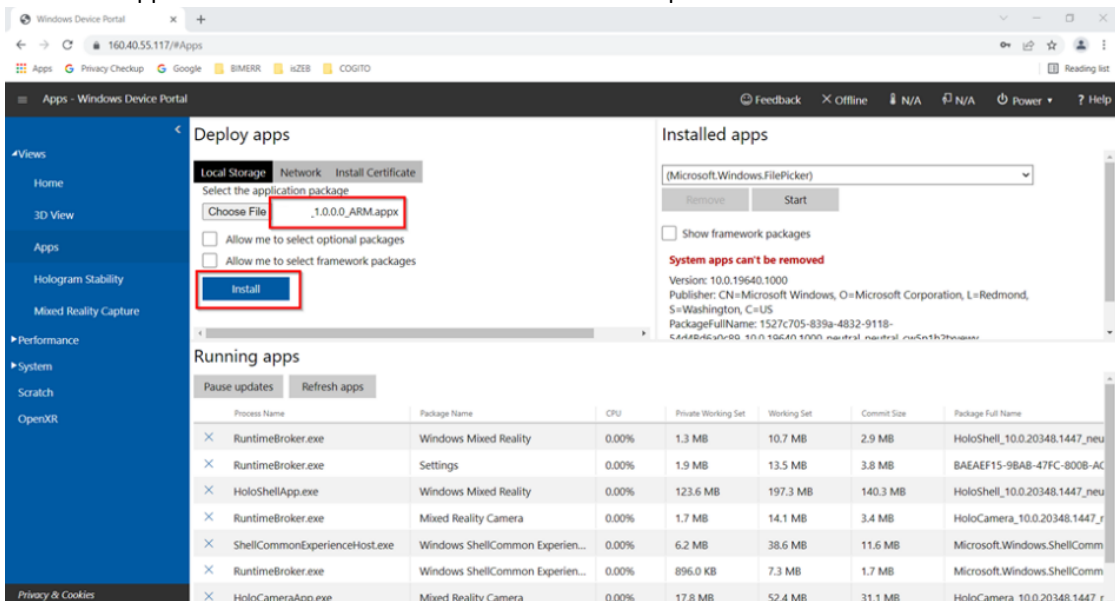 Windows Device Portal
160.40.55.117/#Apps
Apps Privacy Checkup Google BIMERR isZEB COGITO Reading list
Apps - Windows Device Portal Feedback Offline N/A N/A Power ? Help
Views
Home
3D View
Apps
Hologram Stability
Mixed Reality Capture
Performance
System
Scratch
OpenXR
Privacy & Cookies
Deploy apps
Local Storage Network Install Certificate
Select the application package
Choose File _1.0.0.0_ARM.appx
Allow me to select optional packages
Allow me to select framework packages
Install
Installed apps
(Microsoft.Windows.FilePicker)
Remove Start
Show framework packages
System apps can't be removed
Version: 10.0.19640.1000
Publisher: CN=Microsoft Windows, O=Microsoft Corporation, L=Redmond,
S=Washington, C=US
PackageFullName: 1527c705-839a-4832-9118-
Running apps
Pause updates Refresh apps
Process Name Package Name CPU Private Working Set Working Set Commit Size Package Full Name
RuntimeBroker.exe Windows Mixed Reality 0.00% 1.3 MB 10.7 MB 2.9 MB HoloShell_10.0.20348.1447_neu
RuntimeBroker.exe Settings 0.00% 1.9 MB 13.5 MB 3.8 MB BAEAEF15-9BAB-47FC-800B-AC
HoloShellApp.exe Windows Mixed Reality 0.00% 123.6 MB 197.3 MB 140.3 MB HoloShell_10.0.20348.1447_neu
RuntimeBroker.exe Mixed Reality Camera 0.00% 1.7 MB 14.1 MB 3.4 MB HoloCamera_10.0.20348.1447_r
ShellCommonExperienceHost.exe Windows ShellCommon Experien... 0.00% 6.2 MB 38.6 MB 11.6 MB Microsoft.Windows.ShellComm
RuntimeBroker.exe Windows ShellCommon Experien... 0.00% 896.0 KB 7.3 MB 1.7 MB Microsoft.Windows.ShellComm
HoloCameraApp.exe Mixed Reality Camera 0.00% 17.8 MB 52.4 MB 31.1 MB HoloCamera_10.0.20348.1447_r